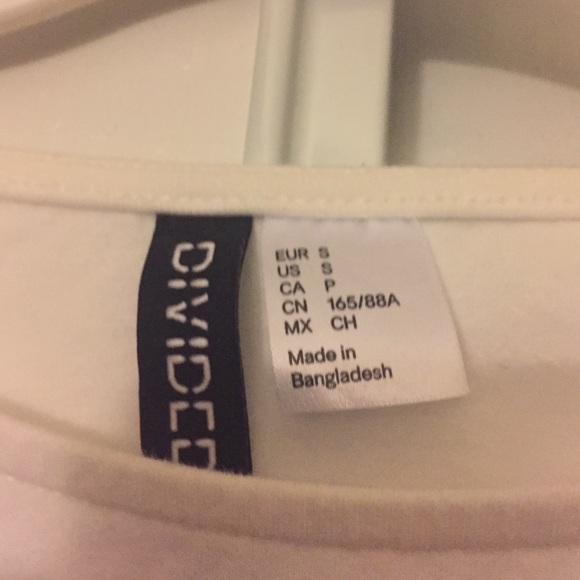 DIVIDED
EUR S
US S
CA P
CN 165/88A
MX CH
Made in
Bangladesh